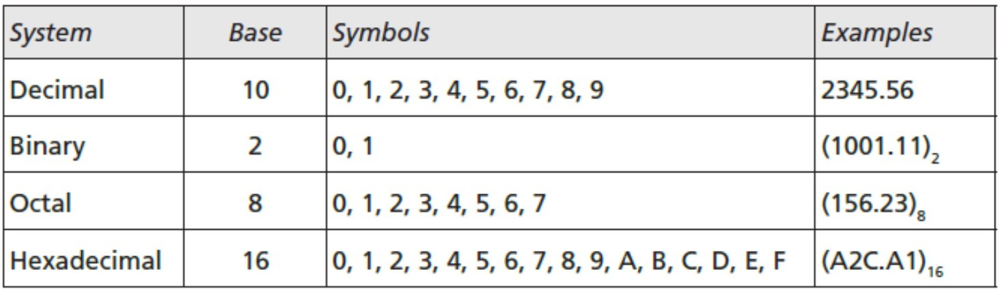 System Base Symbols Examples
Decimal 10 0, 1, 2, 3, 4, 5, 6, 7, 8, 9 2345.56
Binary 2 0, 1 (1001.11)₂
Octal 8 0, 1, 2, 3, 4, 5, 6, 7 (156.23)₈
Hexadecimal 16 0, 1, 2, 3, 4, 5, 6, 7, 8, 9, A, B, C, D, E, F (A2C.A1)₁₆